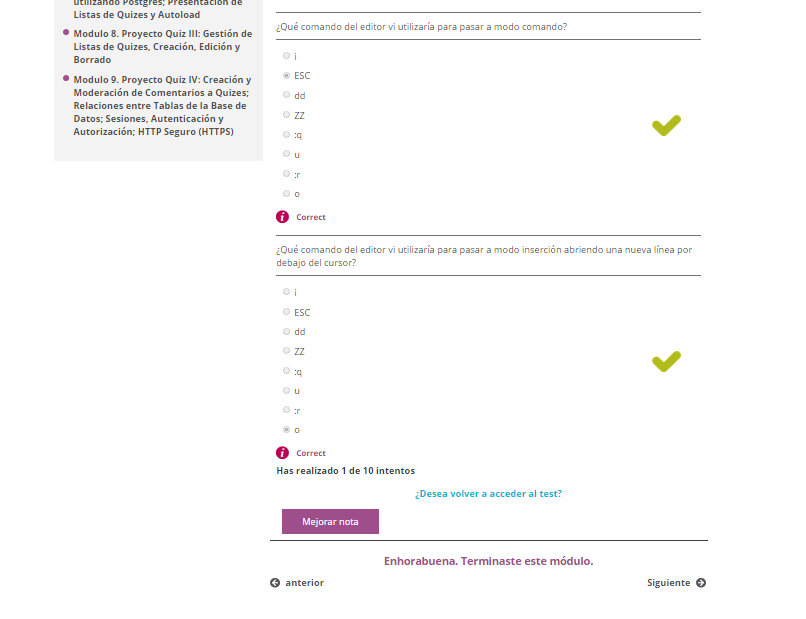 utilizando Postgres; Presentación de
Listas de Quizes y Autoload
Modulo 8. Proyecto Quiz III: Gestión de
Listas de Quizes, Creación, Edición y
Borrado
Modulo 9. Proyecto Quiz IV: Creación y
Moderación de Comentarios a Quizes;
Relaciones entre Tablas de la Base de
Datos; Sesiones, Autenticación y
Autorización; HTTP Seguro (HTTPS)
¿Qué comando del editor vi utilizaría para pasar a modo comando?
i
ESC
dd
ZZ
:q
u
:r
o
Correct
¿Qué comando del editor vi utilizaría para pasar a modo inserción abriendo una nueva línea por
debajo del cursor?
i
ESC
dd
ZZ
:q
u
:r
o
Correct
Has realizado 1 de 10 intentos
¿Desea volver a acceder al test?
Mejorar nota
Enhorabuena. Terminaste este módulo.
anterior
Siguiente